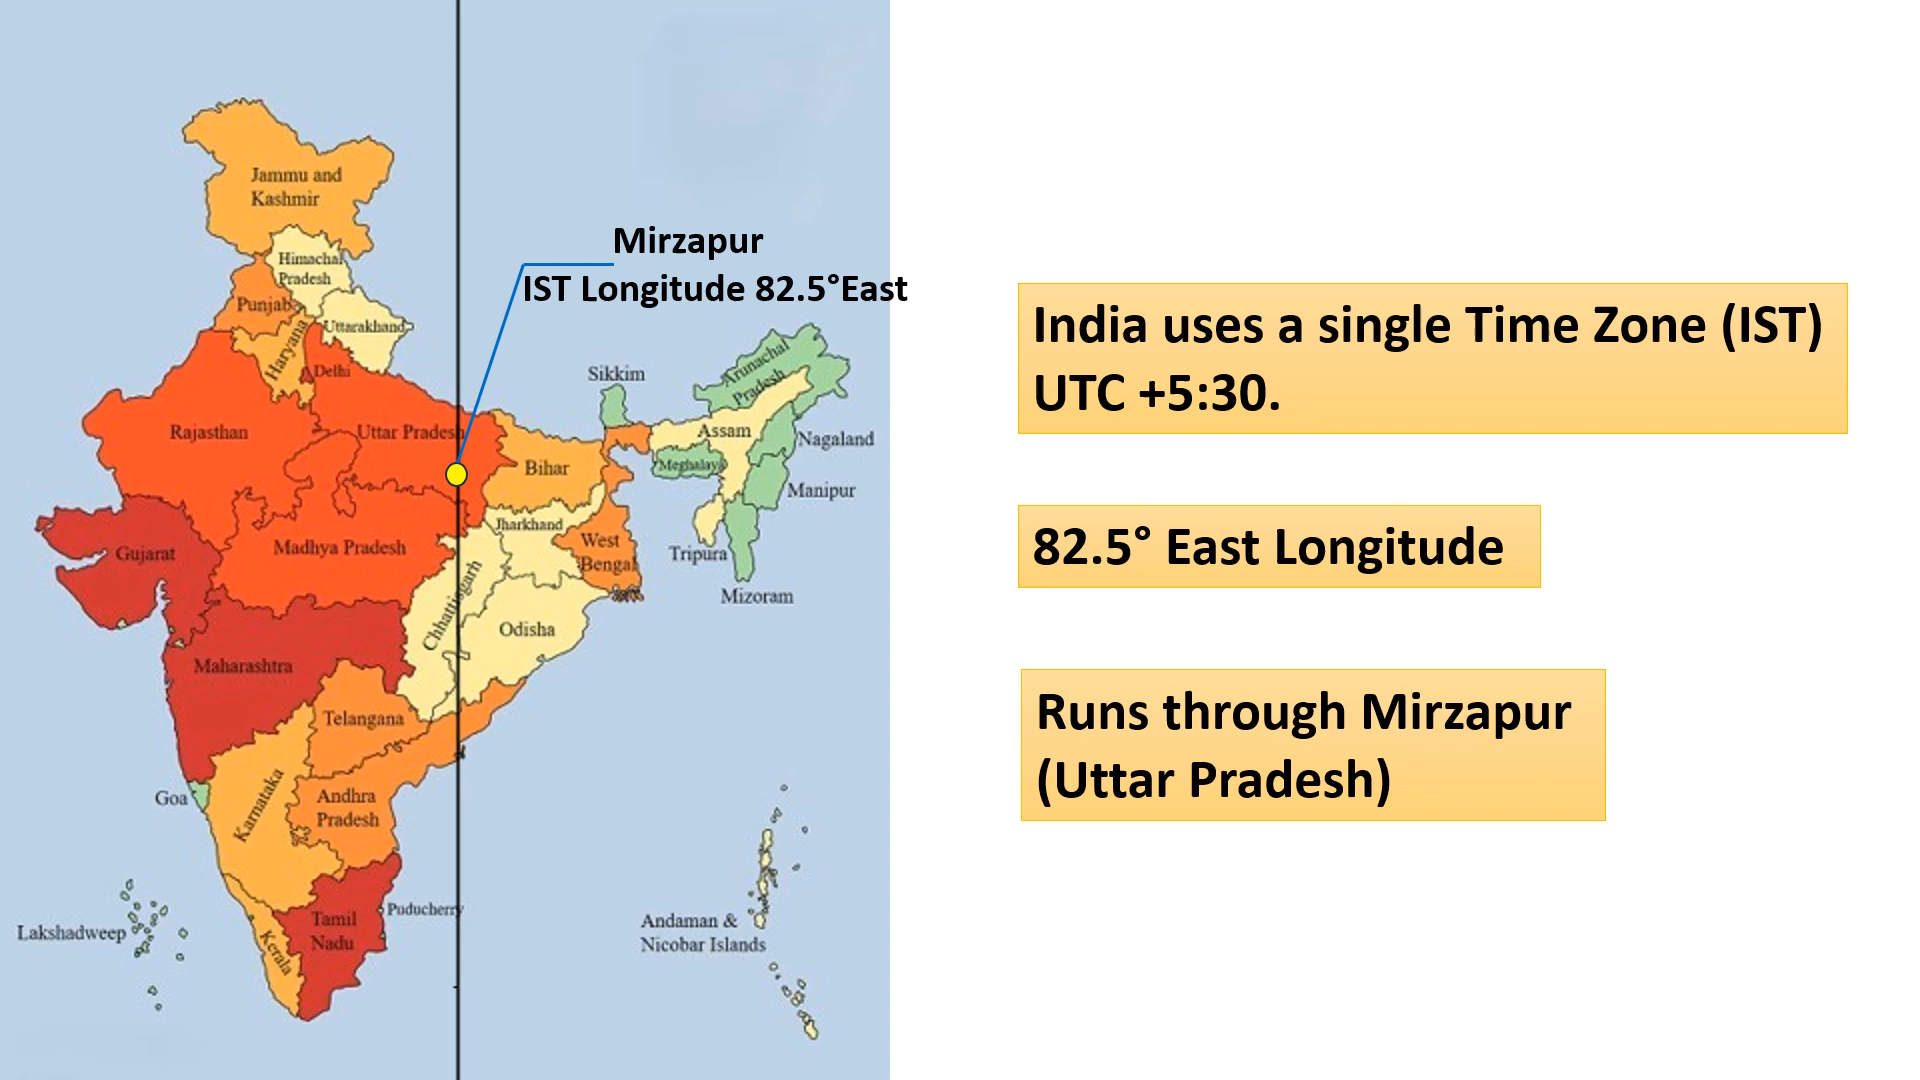 Jammu and
Kashmir
Himachal
Pradesh
Punjab
Uttarakhand
Haryana
Delhi
Rajasthan
Uttar Pradesh
Bihar
Sikkim
Arunachal
Pradesh
Assam
Nagaland
Meghalaya
Manipur
Tripura
Mizoram
Jharkhand
West
Bengal
Gujarat
Madhya Pradesh
Chhattisgarh
Odisha
Maharashtra
Telangana
Goa
Karnataka
Andhra
Pradesh
Tamil
Nadu
Puducherry
Kerala
Lakshadweep
Andaman &
Nicobar Islands
Mirzapur
IST Longitude 82.5°East
India uses a single Time Zone (IST)
UTC +5:30.
82.5° East Longitude
Runs through Mirzapur
(Uttar Pradesh)